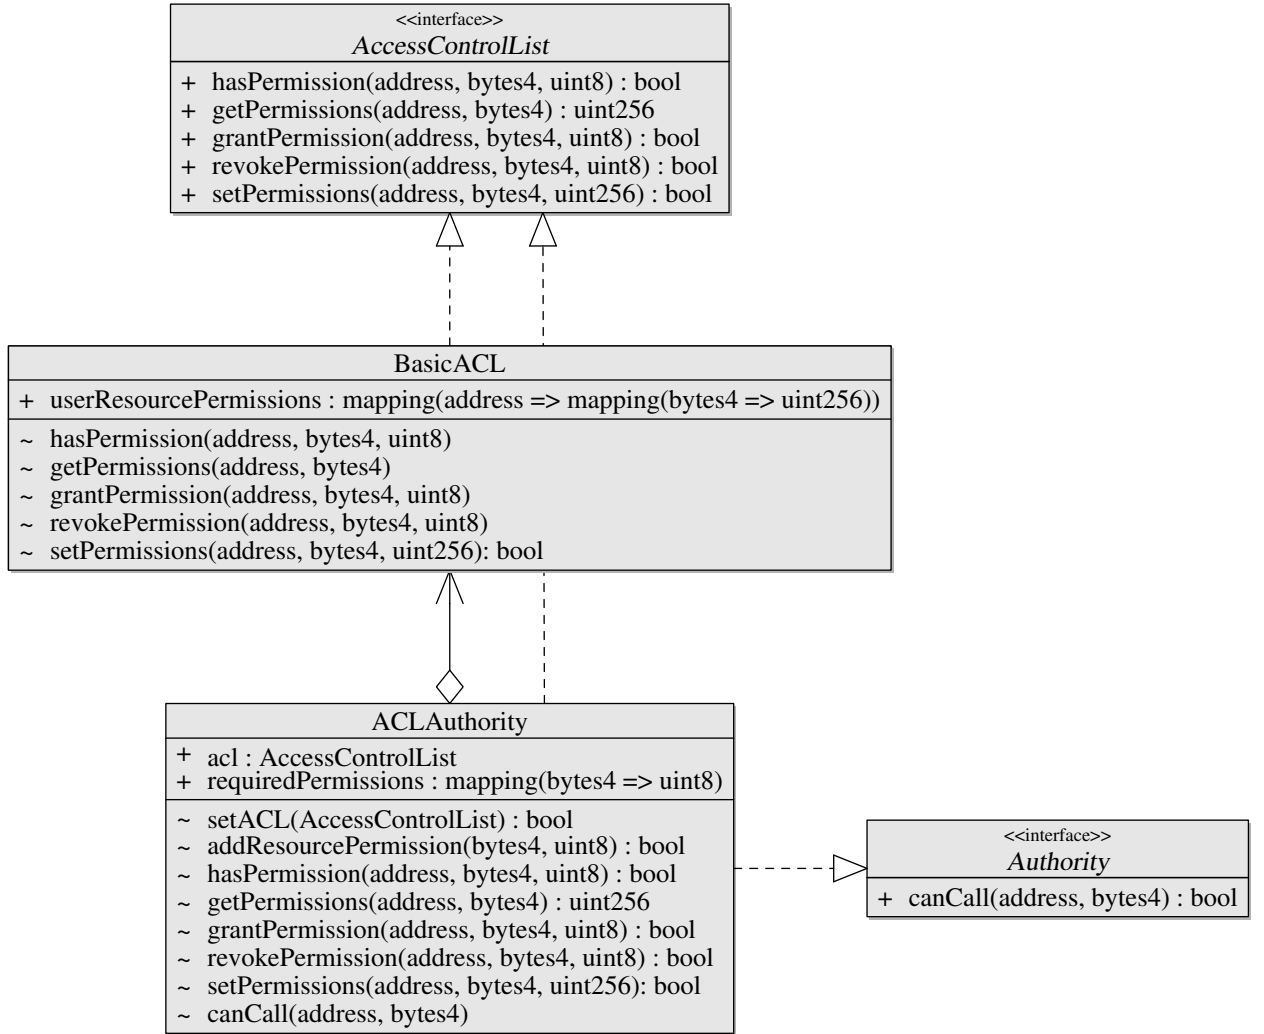 <<interface>>
AccessControlList
+ hasPermission(address, bytes4, uint8) : bool
+ getPermissions(address, bytes4) : uint256
+ grantPermission(address, bytes4, uint8) : bool
+ revokePermission(address, bytes4, uint8) : bool
+ setPermissions(address, bytes4, uint256) : bool
BasicACL
+ userResourcePermissions : mapping(address => mapping(bytes4 => uint256))
~ hasPermission(address, bytes4, uint8)
~ getPermissions(address, bytes4)
~ grantPermission(address, bytes4, uint8)
~ revokePermission(address, bytes4, uint8)
~ setPermissions(address, bytes4, uint256): bool
ACLAuthority
+ acl : AccessControlList
+ requiredPermissions : mapping(bytes4 => uint8)
~ setACL(AccessControlList) : bool
~ addResourcePermission(bytes4, uint8) : bool
~ hasPermission(address, bytes4, uint8) : bool
~ getPermissions(address, bytes4) : uint256
~ grantPermission(address, bytes4, uint8) : bool
~ revokePermission(address, bytes4, uint8) : bool
~ setPermissions(address, bytes4, uint256): bool
~ canCall(address, bytes4)
<<interface>>
Authority
+ canCall(address, bytes4) : bool